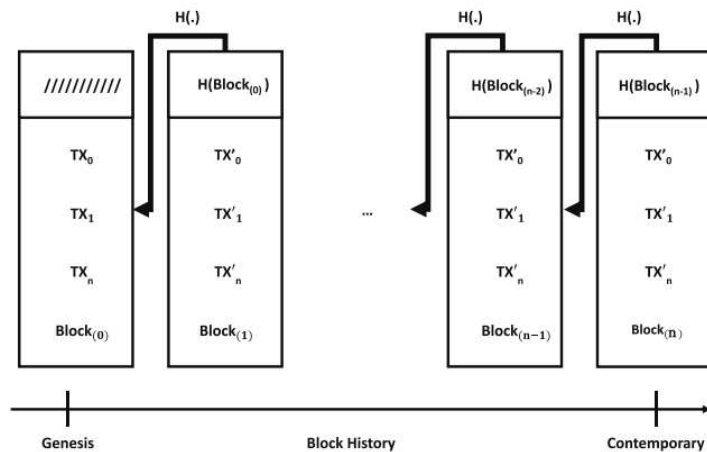 H(.) H(.) H(.)
/////////// H(Block(0)) H(Block(n-2)) H(Block(n-1))
TX0 TX'0 TX'0 TX'0
TX1 TX'1 ... TX'1 TX'1
TXn TX'n TX'n TX'n
Block(0) Block(1) Block(n−1) Block(n)
Genesis Block History Contemporary